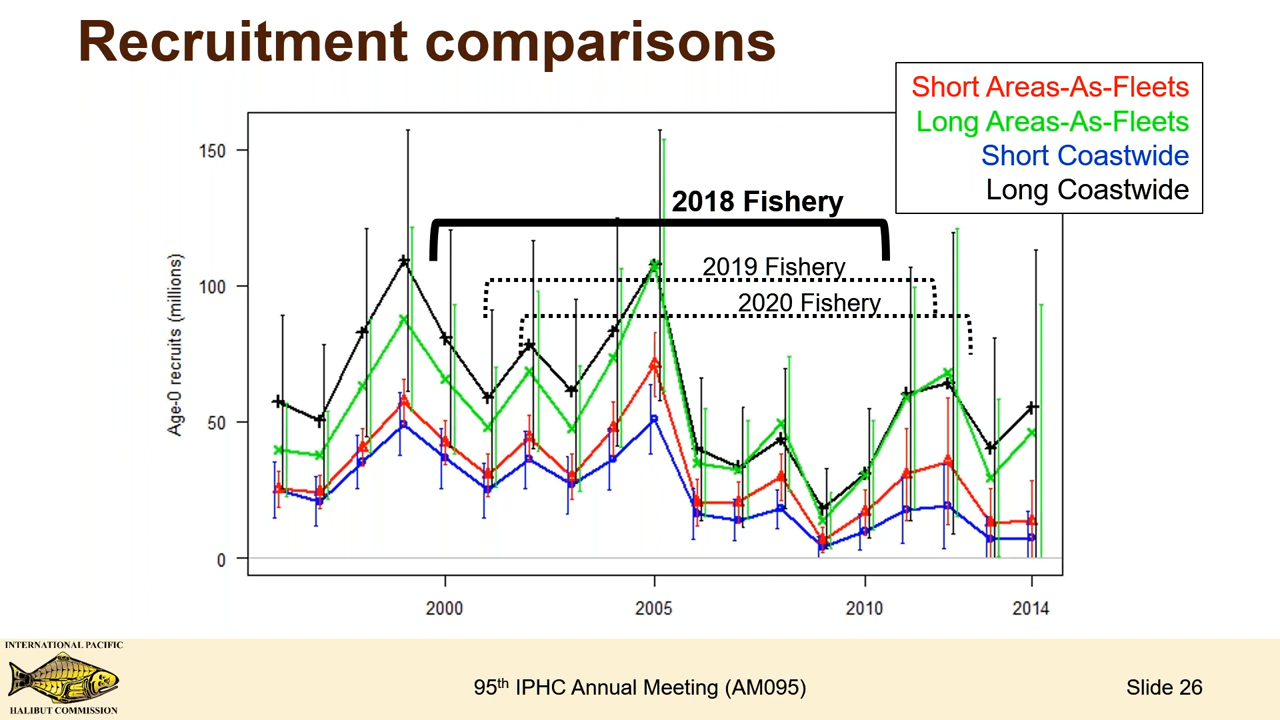 Recruitment comparisons
Short Areas-As-Fleets
Long Areas-As-Fleets
Short Coastwide
Long Coastwide
150
100
50
0
Age-0 recruits (millions)
2018 Fishery
2019 Fishery
2020 Fishery
2000
2005
2010
2014
INTERNATIONAL PACIFIC
HALIBUT COMMISSION
95th IPHC Annual Meeting (AM095)
Slide 26